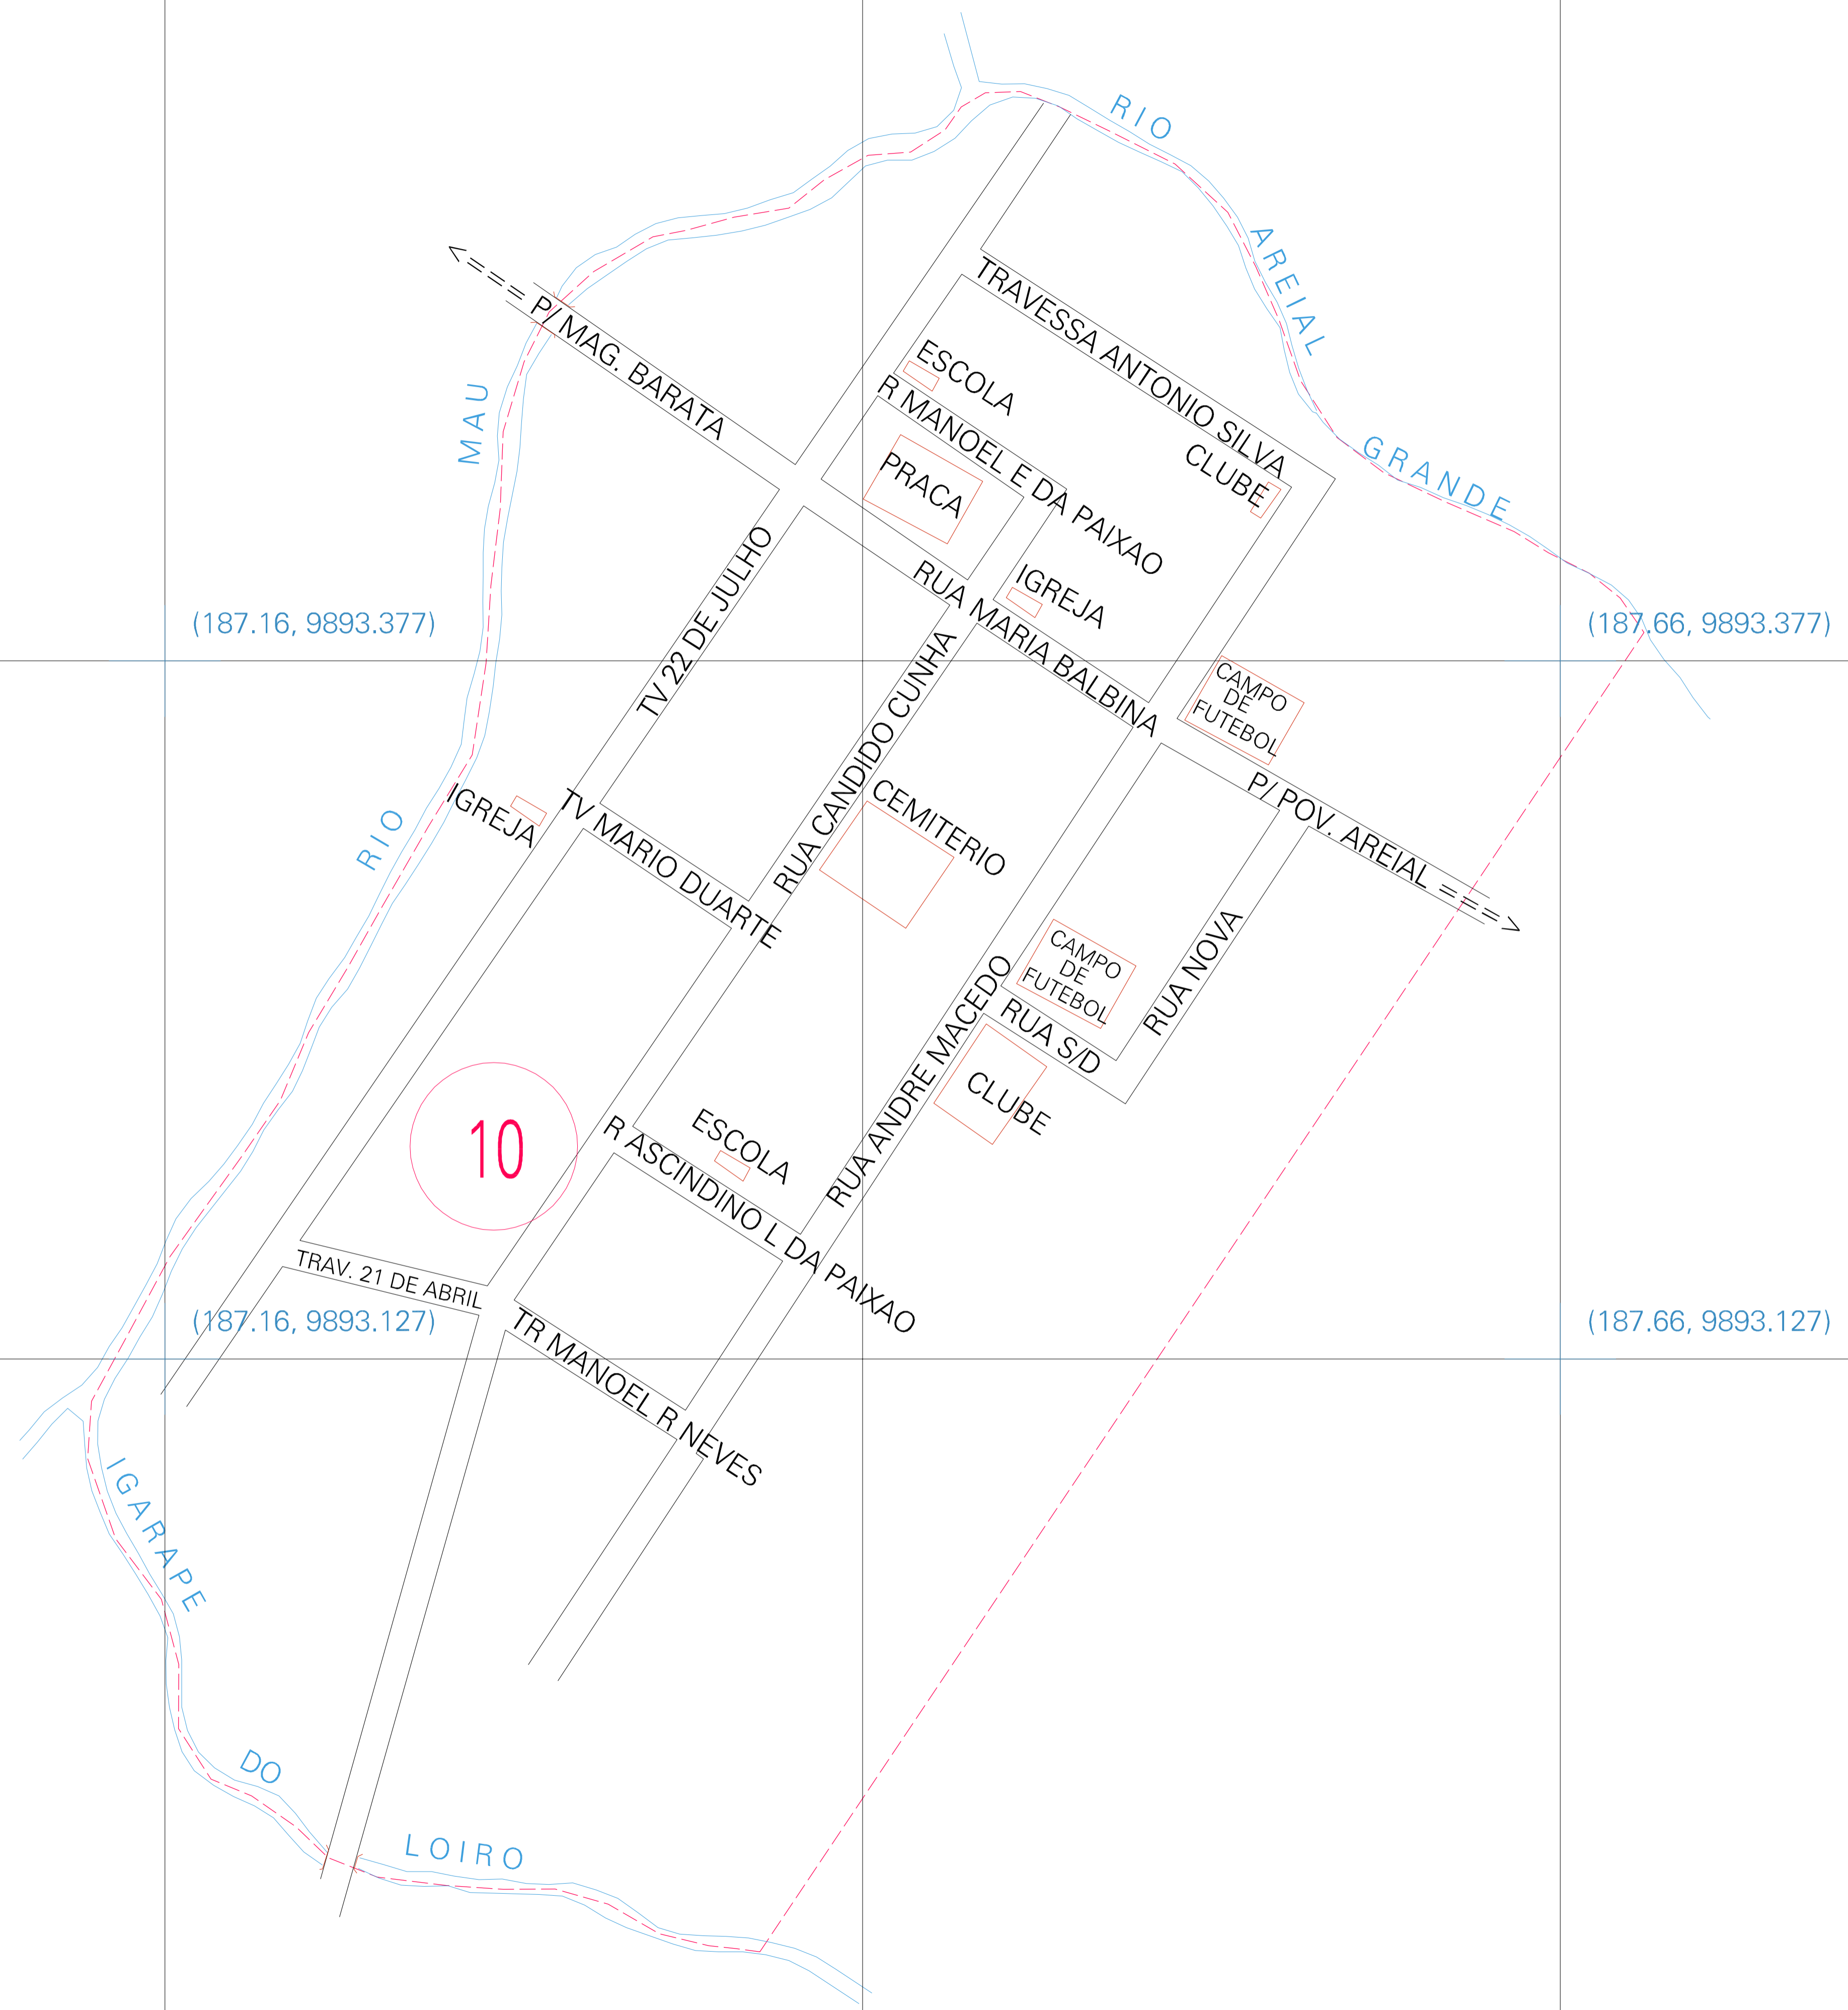 RIO
AREIAL
GRANDE
P/ MAG. BARATA
TRAVESSA ANTONIO SILVA
ESCOLA
R MANOEL E DA PAIXAO
CLUBE
PRACA
MAU
RIO
IGREJA
RUA MARIA BALBINA
TV 22 DE JULHO
(187.16, 9893.377)
(187.66, 9893.377)
RUA CANDIDO CUNHA
CAMPO
DE
FUTEBOL
P/ POV. AREIAL
IGREJA
TV MARIO DUARTE
CEMITERIO
CAMPO
DE
FUTEBOL
RUA NOVA
RUA ANDRE MACEDO
RUA S/D
CLUBE
10
ESCOLA
R ASCINDINO L DA PAIXAO
TRAV. 21 DE ABRIL
(187.16, 9893.127)
(187.66, 9893.127)
TR MANOEL R NEVES
IGARAPE
DO
LOIRO